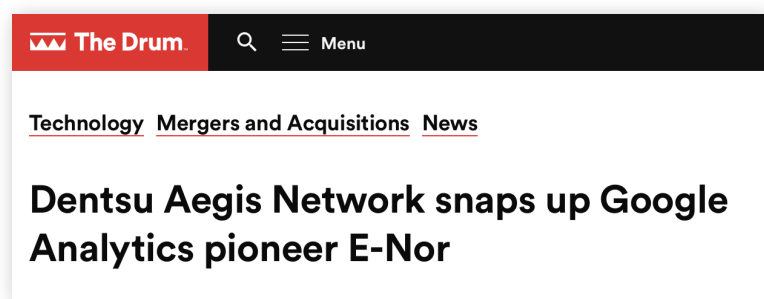 The Drum
Menu
Technology Mergers and Acquisitions News
Dentsu Aegis Network snaps up Google
Analytics pioneer E-Nor